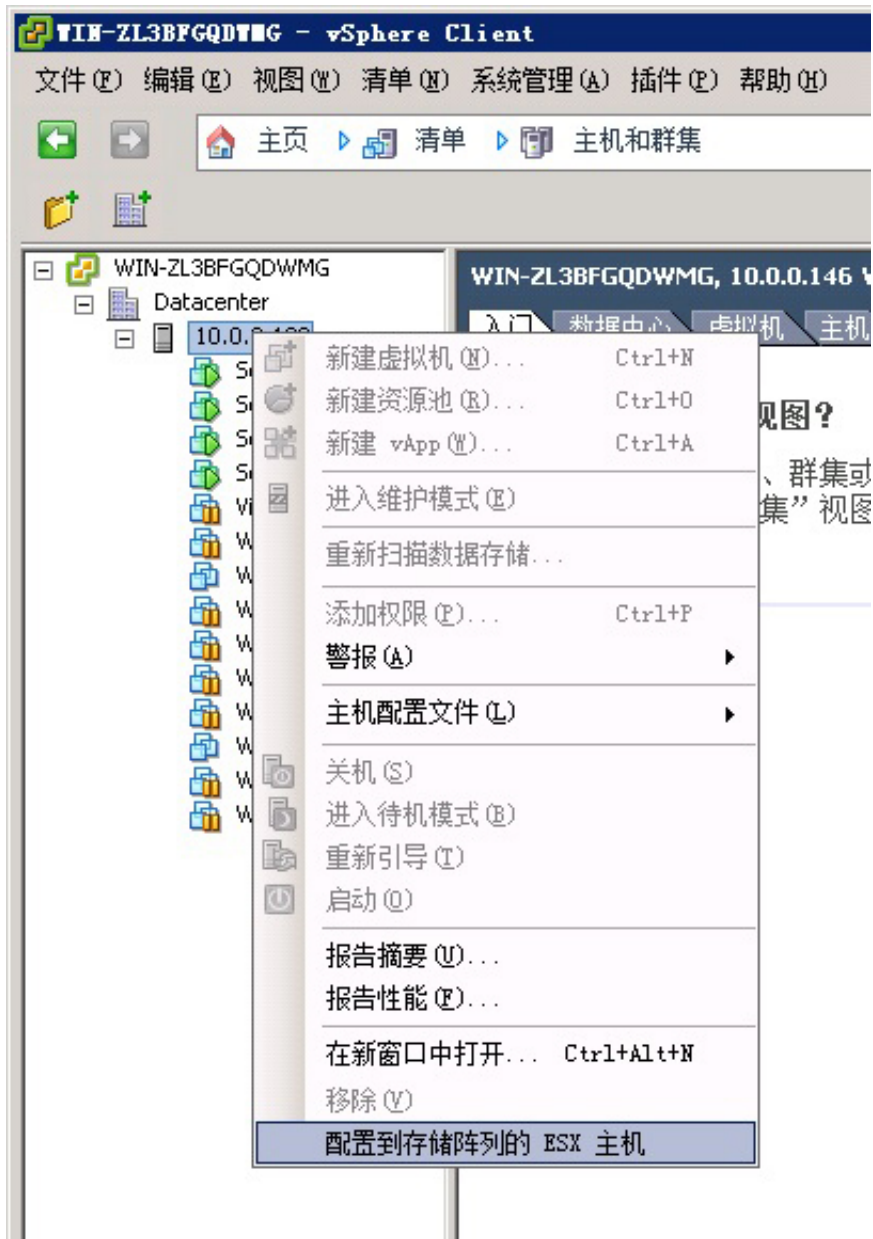 WIN-ZL3BFGQDWMG - vSphere Client
文件(F) 编辑(E) 视图(W) 清单(N) 系统管理(A) 插件(P) 帮助(H)
主页 清单 主机和群集
WIN-ZL3BFGQDWMG
WIN-ZL3BFGQDWMG, 10.0.0.146
Datacenter
入门 数据中心 虚拟机 主机
10.0.
新建虚拟机(N)... Ctrl+N
新建资源池(R)... Ctrl+O
视图?
新建 vApp(W)... Ctrl+A
、群集或
进入维护模式(E)
集”视图
重新扫描数据存储...
添加权限(P)... Ctrl+P
警报(A)
主机配置文件(L)
关机(S)
进入待机模式(B)
重新引导(T)
启动(O)
报告摘要(U)...
报告性能(F)...
在新窗口中打开... Ctrl+Alt+N
移除(V)
配置到存储阵列的 ESX 主机